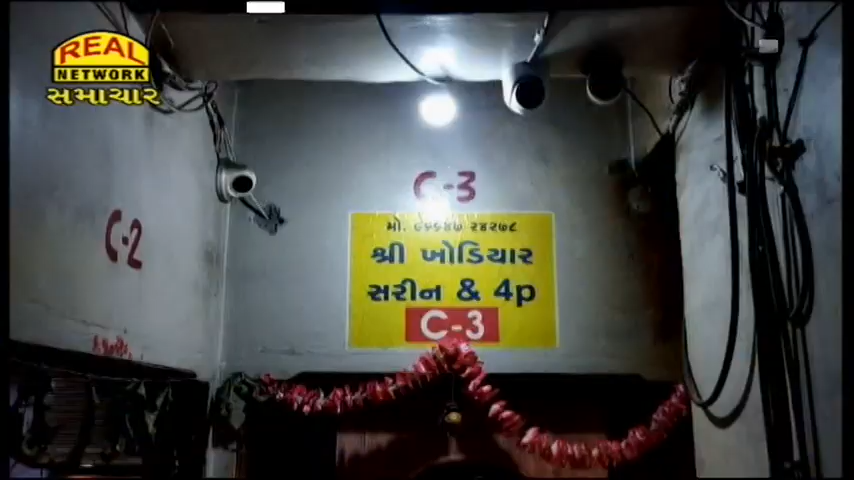 REAL
NETWORK
સમાચાર
C-3
C-2
શ્રી ખોડિયાર
સરીન & 4p
C-3